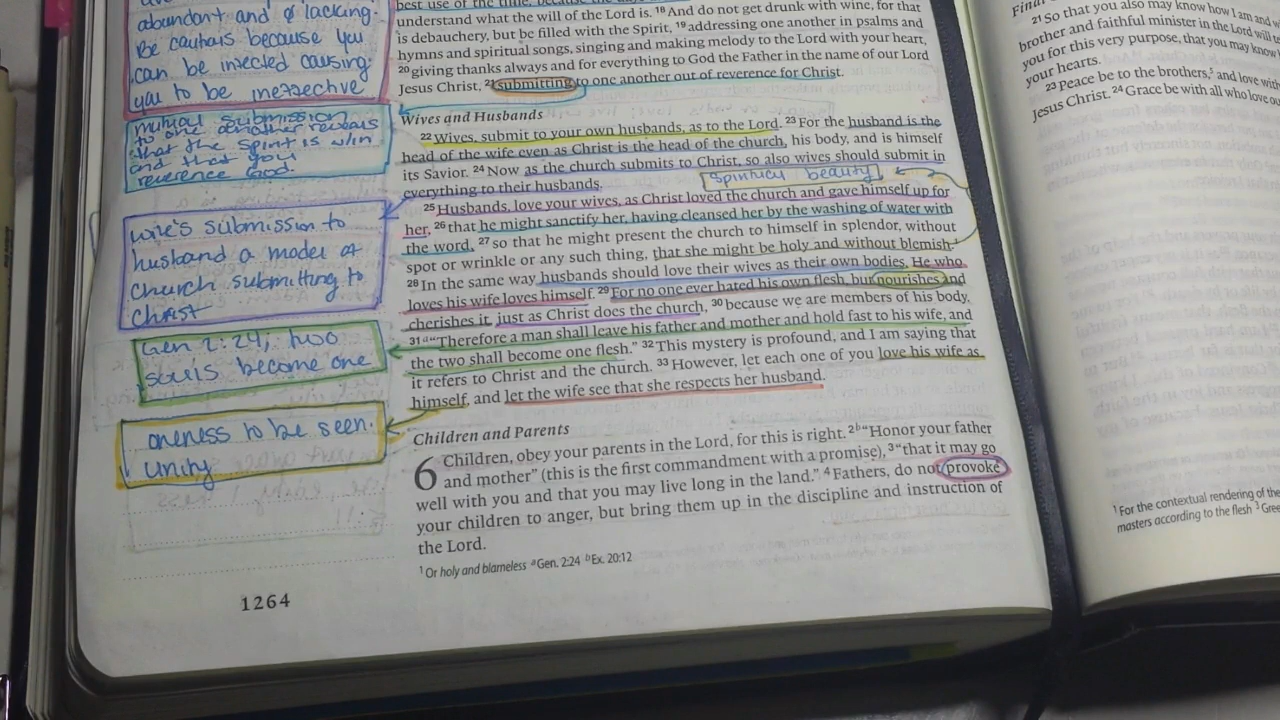 abundant and & lacking.
Be cautious because you
can be infected causing
you to be ineffective
mutual submission
to one another reveals
that the spirit is w/in
and that you
reverence God.
wife's submission to
husband a model of
church submitting to
Christ
Gen 2:24; two
souls become one
oneness to be seen.
unity
1264
best use of the time, because the days
understand what the will of the Lord is. 18 And do not get drunk with wine, for that
is debauchery, but be filled with the Spirit, 19 addressing one another in psalms and
hymns and spiritual songs, singing and making melody to the Lord with your heart,
20 giving thanks always and for everything to God the Father in the name of our Lord
Jesus Christ, 21 submitting to one another out of reverence for Christ.
Wives and Husbands
22 Wives, submit to your own husbands, as to the Lord. 23 For the husband is the
head of the wife even as Christ is the head of the church, his body, and is himself
its Savior. 24 Now as the church submits to Christ, so also wives should submit in
everything to their husbands.
Spiritual beauty
25 Husbands, love your wives, as Christ loved the church and gave himself up for
her, 26 that he might sanctify her, having cleansed her by the washing of water with
the word, 27 so that he might present the church to himself in splendor, without
spot or wrinkle or any such thing, that she might be holy and without blemish.1
28 In the same way husbands should love their wives as their own bodies. He who
loves his wife loves himself. 29 For no one ever hated his own flesh, but nourishes and
cherishes it, just as Christ does the church, 30 because we are members of his body.
31 a "Therefore a man shall leave his father and mother and hold fast to his wife, and
the two shall become one flesh." 32 This mystery is profound, and I am saying that
it refers to Christ and the church. 33 However, let each one of you love his wife as
himself, and let the wife see that she respects her husband.
Children and Parents
6 Children, obey your parents in the Lord, for this is right. 2 b "Honor your father
and mother" (this is the first commandment with a promise), 3 "that it may go
well with you and that you may live long in the land." 4 Fathers, do not provoke
your children to anger, but bring them up in the discipline and instruction of
the Lord.
1 Or holy and blameless a Gen. 2:24 b Ex. 20:12
21 So that you also may know how I am and
brother and faithful minister in the Lord will
you for this very purpose, that you may know
your hearts.
23 Peace be to the brothers, and love with
Jesus Christ. 24 Grace be with all who love
1 For the contextual rendering of the
masters according to the flesh 3